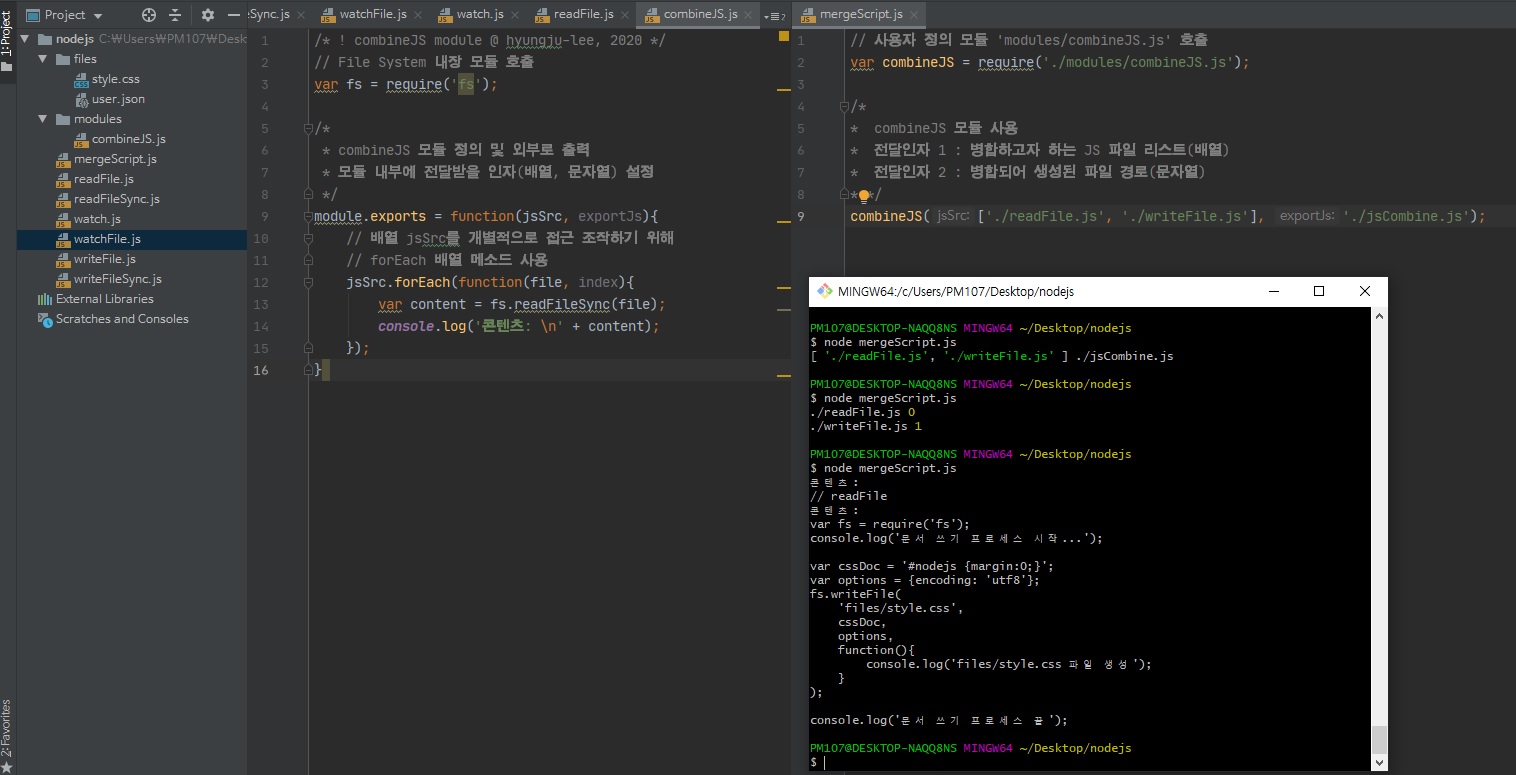 1: Project
2: Favorites
Project
nodejs C:₩Users₩PM107₩Desk
files
style.css
user.json
modules
combineJS.js
mergeScript.js
readFile.js
readFileSync.js
watch.js
watchFile.js
writeFile.js
writeFileSync.js
External Libraries
Scratches and Consoles
eSync.js
watchFile.js
watch.js
readFile.js
combineJS.js
1 /* ! combineJS module @ hyungju-lee, 2020 */
2 // File System 내장 모듈 호출
3 var fs = require('fs');
4
5 /*
6 * combineJS 모듈 정의 및 외부로 출력
7 * 모듈 내부에 전달받을 인자(배열, 문자열) 설정
8 */
9 module.exports = function(jsSrc, exportJs){
10 // 배열 jsSrc를 개별적으로 접근 조작하기 위해
11 // forEach 배열 메소드 사용
12 jsSrc.forEach(function(file, index){
13 var content = fs.readFileSync(file);
14 console.log('콘텐츠: \n' + content);
15 });
16 }
mergeScript.js
1 // 사용자 정의 모듈 'modules/combineJS.js' 호출
2 var combineJS = require('./modules/combineJS.js');
3
4 /*
5 * combineJS 모듈 사용
6 * 전달인자 1 : 병합하고자 하는 JS 파일 리스트(배열)
7 * 전달인자 2 : 병합되어 생성된 파일 경로(문자열)
8 * */
9 combineJS( jsSrc: ['./readFile.js', './writeFile.js'], exportJs: './jsCombine.js');
MINGW64:/c/Users/PM107/Desktop/nodejs
PM107@DESKTOP-NAQQ8NS MINGW64 ~/Desktop/nodejs
$ node mergeScript.js
[ './readFile.js', './writeFile.js' ] ./jsCombine.js
PM107@DESKTOP-NAQQ8NS MINGW64 ~/Desktop/nodejs
$ node mergeScript.js
./readFile.js 0
./writeFile.js 1
PM107@DESKTOP-NAQQ8NS MINGW64 ~/Desktop/nodejs
$ node mergeScript.js
콘텐츠:
// readFile
콘텐츠:
var fs = require('fs');
console.log('문서 쓰기 프로세스 시작...');
var cssDoc = '#nodejs {margin:0;}';
var options = {encoding: 'utf8'};
fs.writeFile(
'files/style.css',
cssDoc,
options,
function(){
console.log('files/style.css 파일 생성');
}
);
console.log('문서 쓰기 프로세스 끝');
PM107@DESKTOP-NAQQ8NS MINGW64 ~/Desktop/nodejs
$